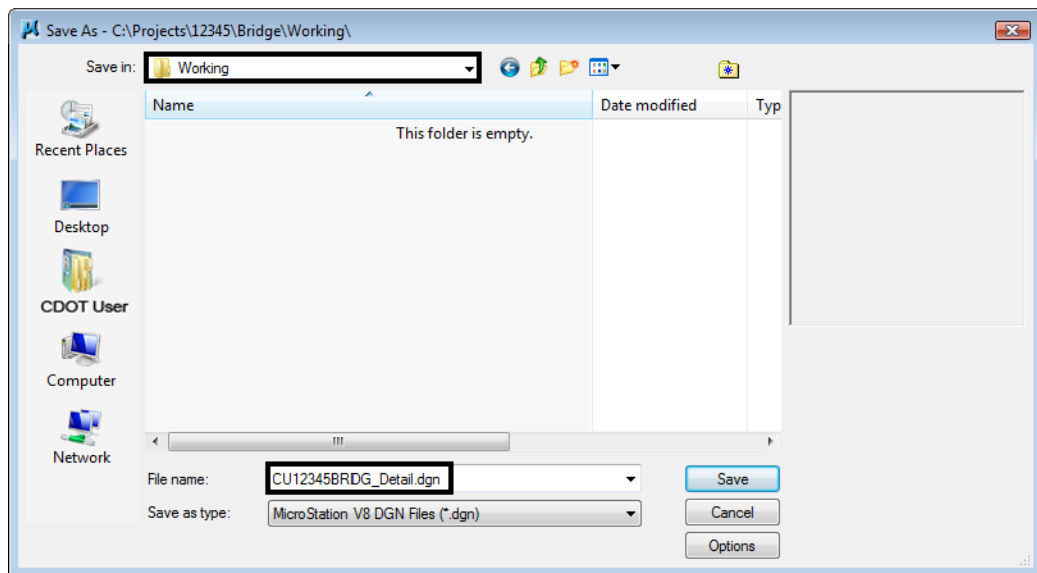 Save As - C:\Projects\12345\Bridge\Working\
Save in: Working
Name Date modified Typ
This folder is empty.
Recent Places
Desktop
CDOT User
Computer
Network
File name: CU12345BRIDG_Detail.dgn Save
Save as type: MicroStation V8 DGN Files (*.dgn) Cancel
Options